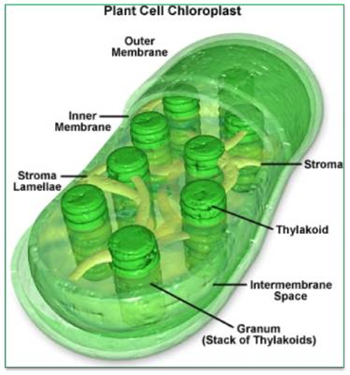 Plant Cell Chloroplast
Outer
Membrane
Inner
Membrane
Stroma
Lamellae
Stroma
Thylakoid
Intermembrane
Space
Granum
(Stack of Thylakoids)